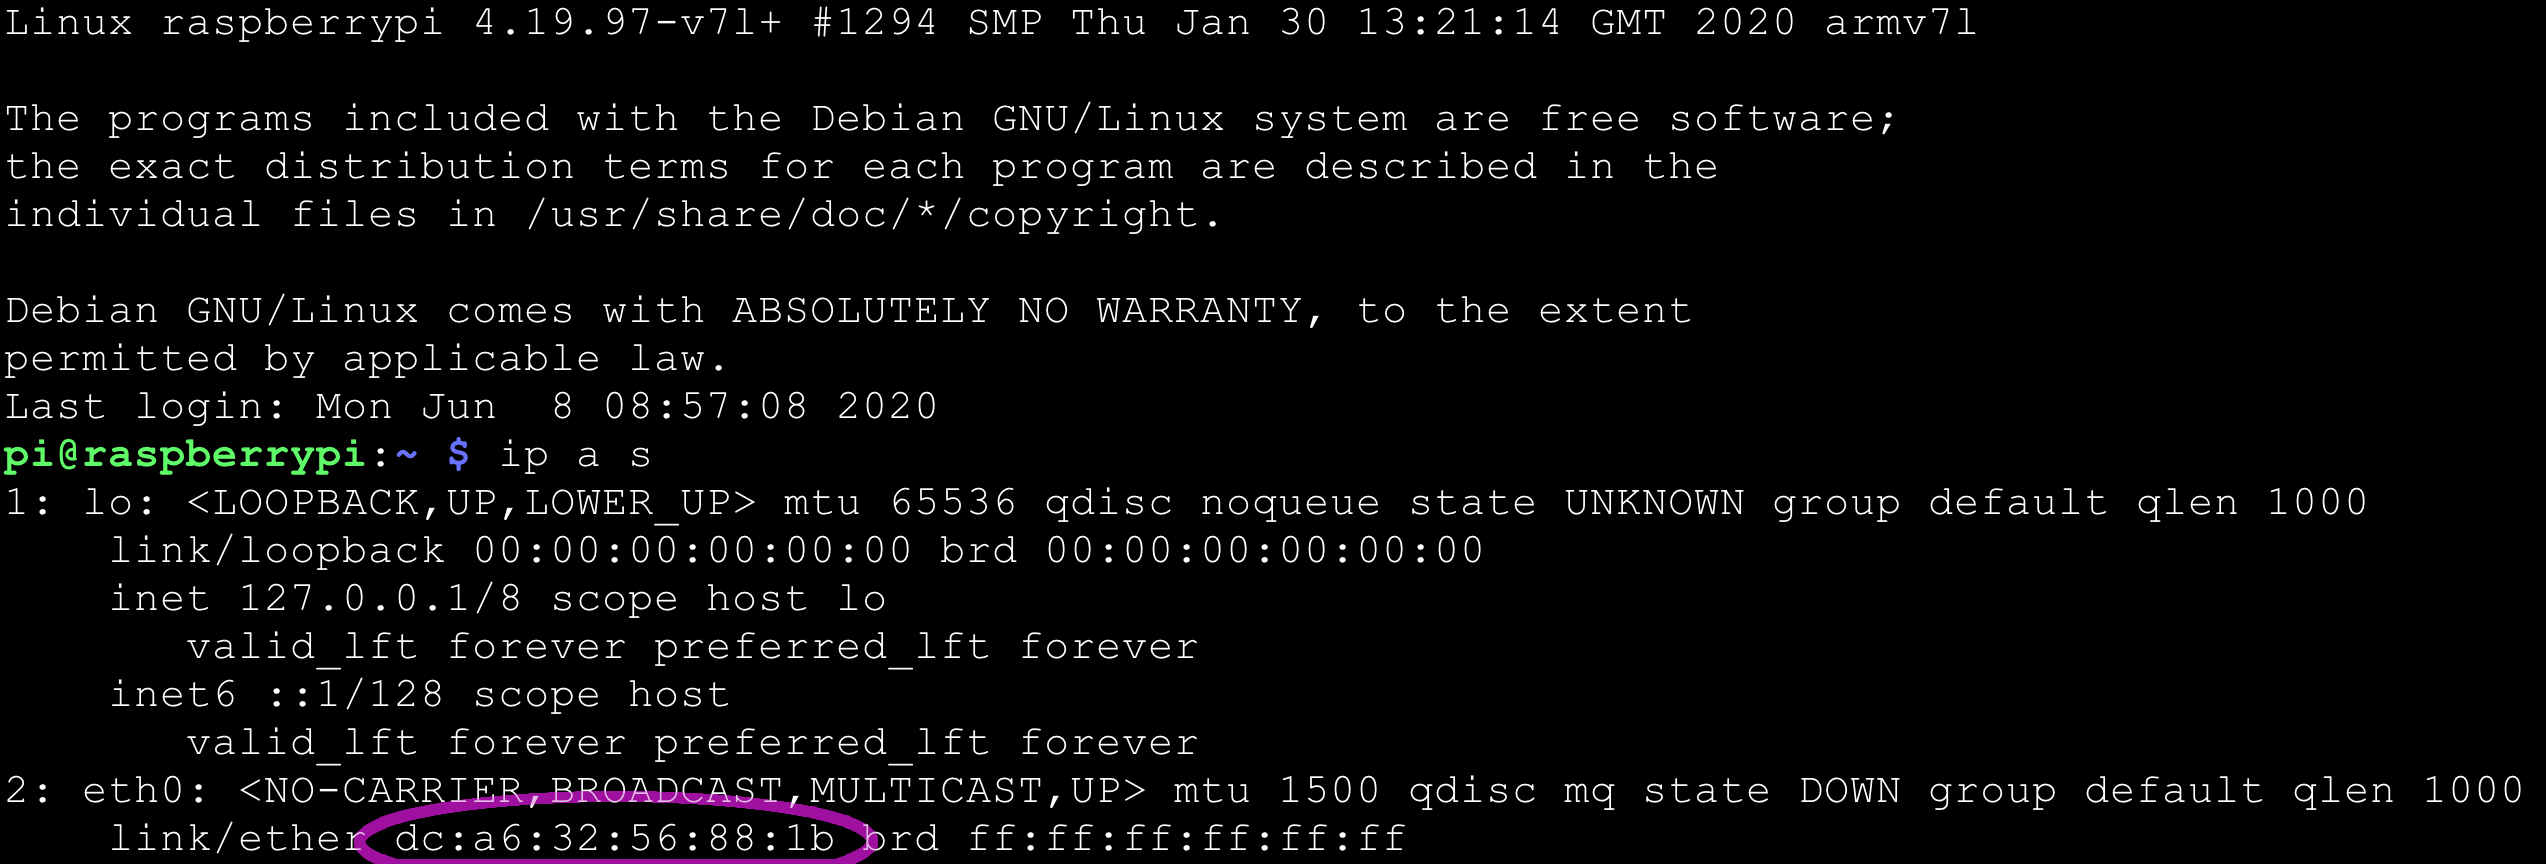 Linux raspberrypi 4.19.97-v7l+ #1294 SMP Thu Jan 30 13:21:14 GMT 2020 armv7l
The programs included with the Debian GNU/Linux system are free software;
the exact distribution terms for each program are described in the
individual files in /usr/share/doc/*/copyright.
Debian GNU/Linux comes with ABSOLUTELY NO WARRANTY, to the extent
permitted by applicable law.
Last login: Mon Jun  8 08:57:08 2020
pi@raspberrypi:~ $ ip a s
1: lo: <LOOPBACK,UP,LOWER_UP> mtu 65536 qdisc noqueue state UNKNOWN group default qlen 1000
    link/loopback 00:00:00:00:00:00 brd 00:00:00:00:00:00
    inet 127.0.0.1/8 scope host lo
       valid_lft forever preferred_lft forever
    inet6 ::1/128 scope host
       valid_lft forever preferred_lft forever
2: eth0: <NO-CARRIER,BROADCAST,MULTICAST,UP> mtu 1500 qdisc mq state DOWN group default qlen 1000
    link/ether dc:a6:32:56:88:1b brd ff:ff:ff:ff:ff:ff